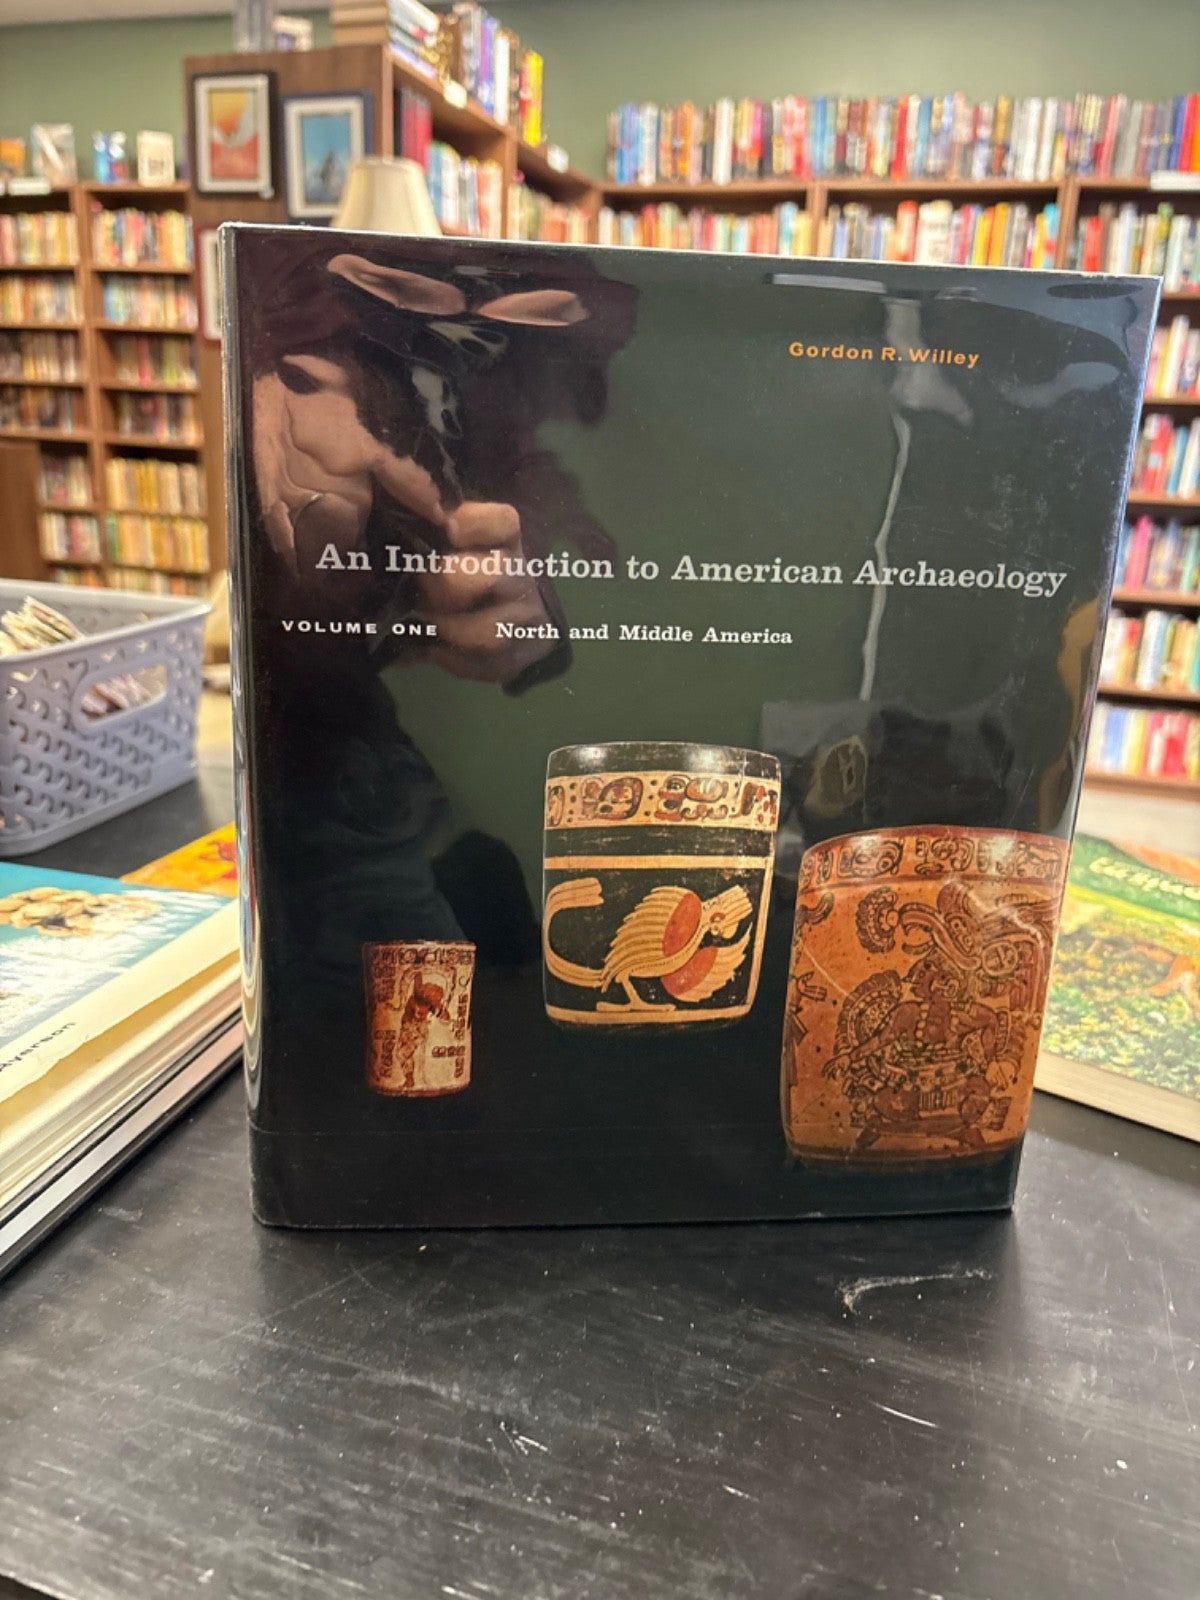 Gordon R. Willey
An Introduction to American Archaeology
VOLUME ONE North and Middle America